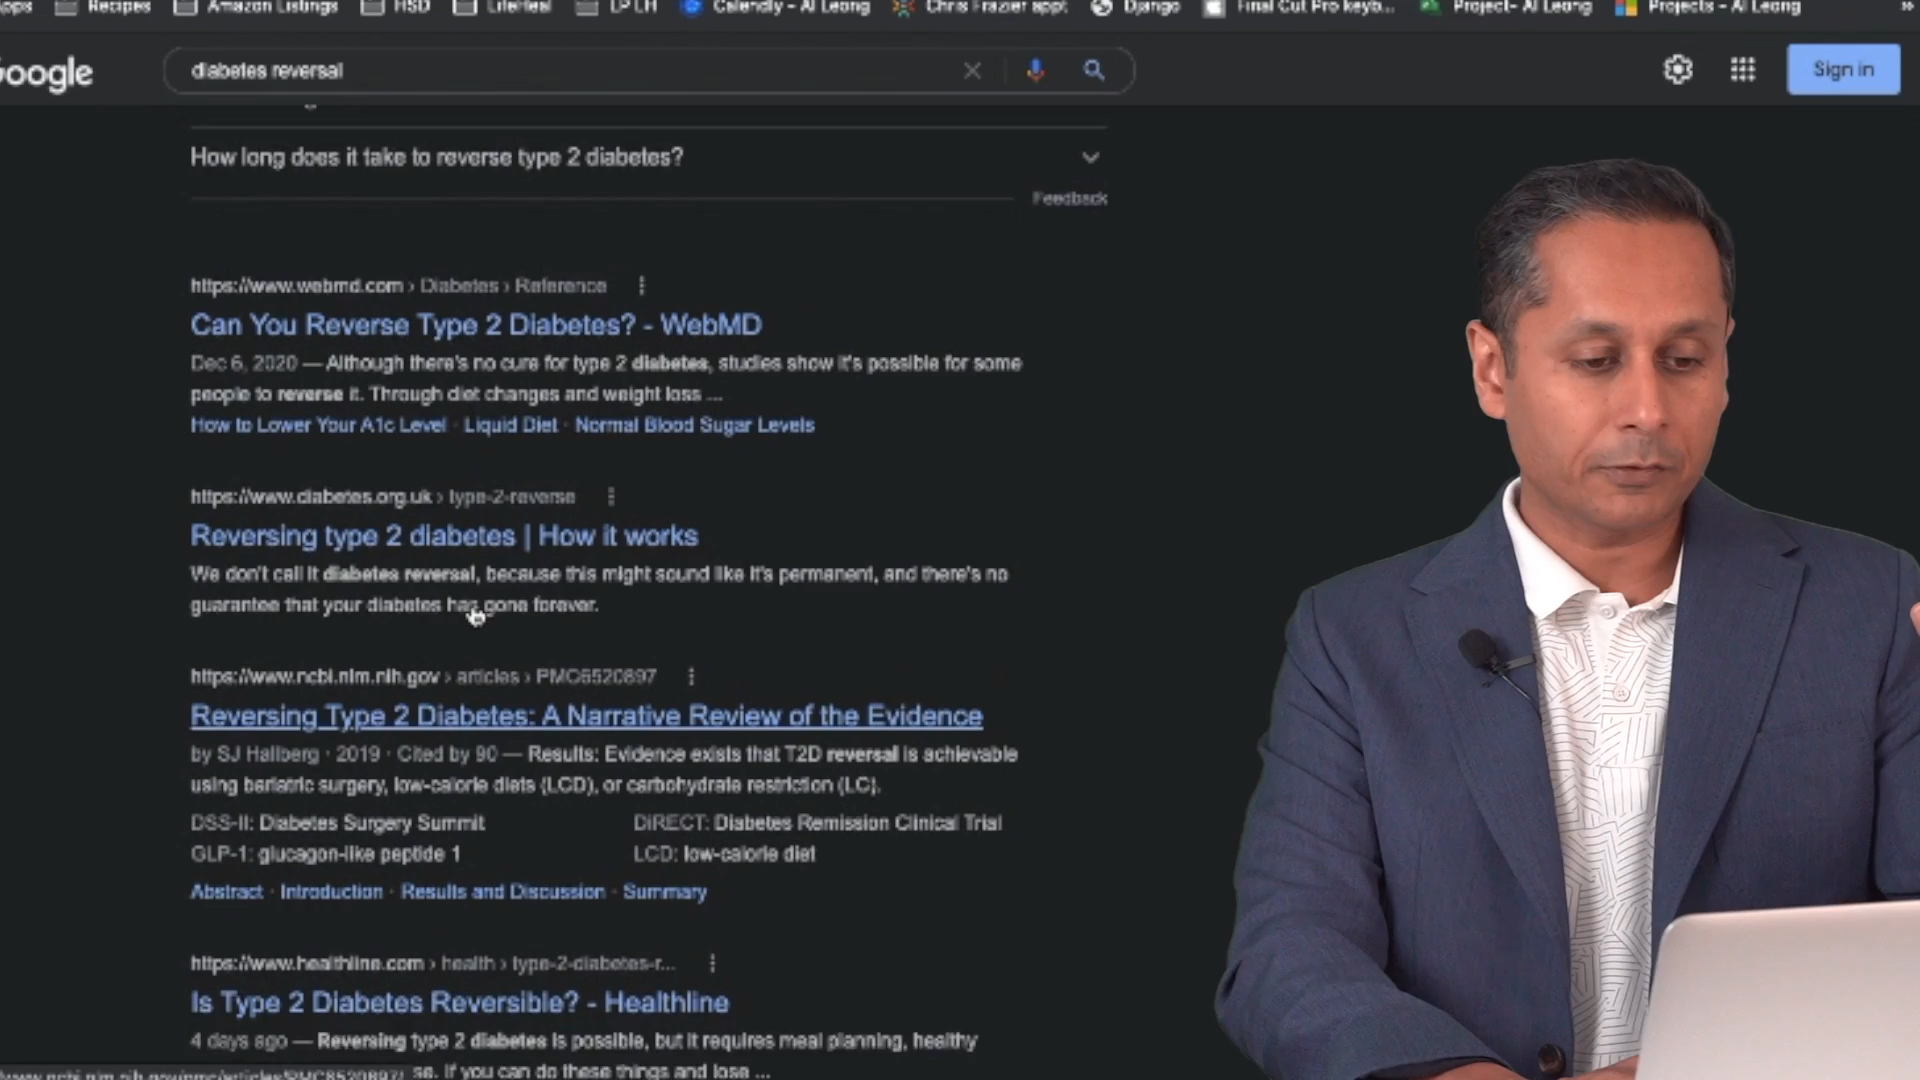 Recipes Amazon Listings HSD LifeHeal LP LH Calendly - Al Leong Chris Frazier appt Django Final Cut Pro keyb... Project- Al Leong Projects - Al Leong »
Google diabetes reversal Sign in
How long does it take to reverse type 2 diabetes?
Feedback
https://www.webmd.com › Diabetes › Reference
Can You Reverse Type 2 Diabetes? - WebMD
Dec 6, 2020 — Although there's no cure for type 2 diabetes, studies show it's possible for some
people to reverse it. Through diet changes and weight loss ...
How to Lower Your A1c Level · Liquid Diet · Normal Blood Sugar Levels
https://www.diabetes.org.uk › type-2-reverse
Reversing type 2 diabetes | How it works
We don't call it diabetes reversal, because this might sound like it's permanent, and there's no
guarantee that your diabetes has gone forever.
https://www.ncbi.nlm.nih.gov › articles › PMC6520897
Reversing Type 2 Diabetes: A Narrative Review of the Evidence
by SJ Hallberg · 2019 · Cited by 90 — Results: Evidence exists that T2D reversal is achievable
using bariatric surgery, low-calorie diets (LCD), or carbohydrate restriction (LC).
DSS-II: Diabetes Surgery Summit DiRECT: Diabetes Remission Clinical Trial
GLP-1: glucagon-like peptide 1 LCD: low-calorie diet
Abstract · Introduction · Results and Discussion · Summary
https://www.healthline.com › health › type-2-diabetes-r...
Is Type 2 Diabetes Reversible? - Healthline
4 days ago — Reversing type 2 diabetes is possible, but it requires meal planning, healthy
se. If you can do these things and lose ...